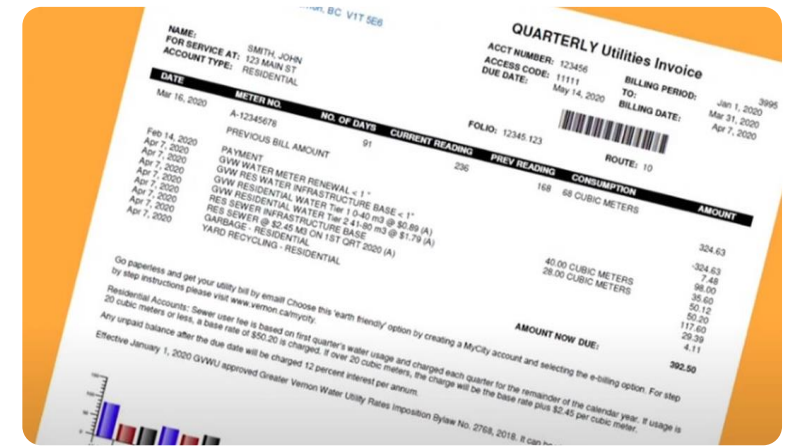 BC V1T 5E6
QUARTERLY Utilities Invoice
3995
NAME: SMITH, JOHN
FOR SERVICE AT: 123 MAIN ST
ACCOUNT TYPE: RESIDENTIAL
ACCT NUMBER: 123456
ACCESS CODE: 11111
DUE DATE: May 14, 2020
BILLING PERIOD: Jan 1, 2020
TO: Mar 31, 2020
BILLING DATE: Apr 7, 2020
FOLIO: 12345.123
ROUTE: 10
DATE METER NO. NO. OF DAYS CURRENT READING PREV READING CONSUMPTION AMOUNT
Mar 16, 2020 A-12345678 91 236 168 68 CUBIC METERS
PREVIOUS BILL AMOUNT 324.63
Feb 14, 2020 PAYMENT -324.63
Apr 7, 2020 GVW WATER METER RENEWAL < 1" 7.48
Apr 7, 2020 GVW RES WATER INFRASTRUCTURE BASE < 1" 98.00
Apr 7, 2020 GVW RESIDENTIAL WATER Tier 1 0-40 m3 @ $0.89 (A) 40.00 CUBIC METERS 35.60
Apr 7, 2020 GVW RESIDENTIAL WATER Tier 2 41-80 m3 @ $1.79 (A) 28.00 CUBIC METERS 50.12
Apr 7, 2020 RES SEWER INFRASTRUCTURE BASE 50.20
Apr 7, 2020 RES SEWER @ $2.45 M3 ON 1ST QRT 2020 (A) 117.60
Apr 7, 2020 GARBAGE - RESIDENTIAL 29.39
Apr 7, 2020 YARD RECYCLING - RESIDENTIAL 4.11
AMOUNT NOW DUE: 392.50
Go paperless and get your utility bill by email! Choose this 'earth friendly' option by creating a MyCity account and selecting the e-billing option. For step
by step instructions please visit www.vernon.ca/mycity.
Residential Accounts: Sewer user fee is based on first quarter's water usage and charged each quarter for the remainder of the calendar year. If usage is
20 cubic meters or less, a base rate of $50.20 is charged. If over 20 cubic meters, the charge will be the base rate plus $2.45 per cubic meter.
Any unpaid balance after the due date will be charged 12 percent interest per annum.
Effective January 1, 2020 GVWU approved Greater Vernon Water Utility Rates Imposition Bylaw No. 2768, 2018. It can be